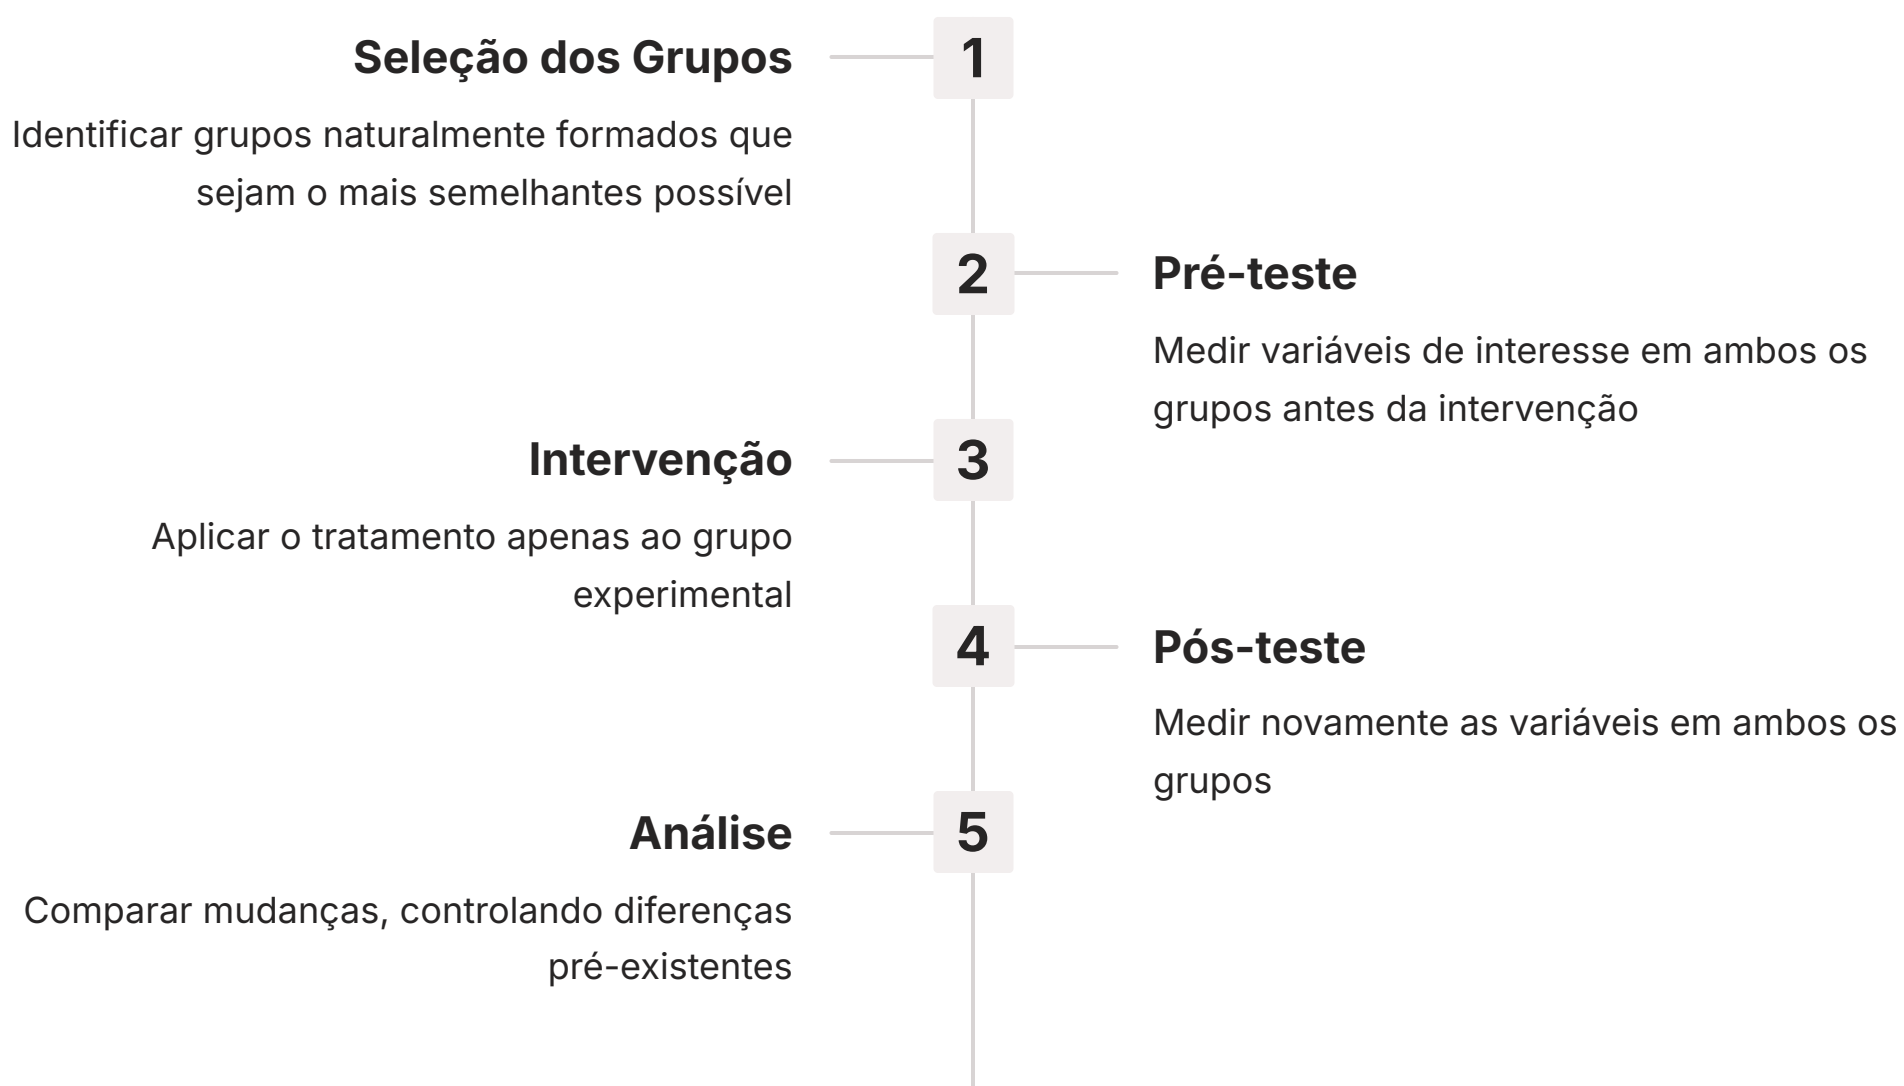 Seleção dos Grupos
1
Identificar grupos naturalmente formados que
sejam o mais semelhantes possível
2
Pré-teste
Medir variáveis de interesse em ambos os
grupos antes da intervenção
Intervenção
3
Aplicar o tratamento apenas ao grupo
experimental
4
Pós-teste
Medir novamente as variáveis em ambos os
grupos
Análise
5
Comparar mudanças, controlando diferenças
pré-existentes